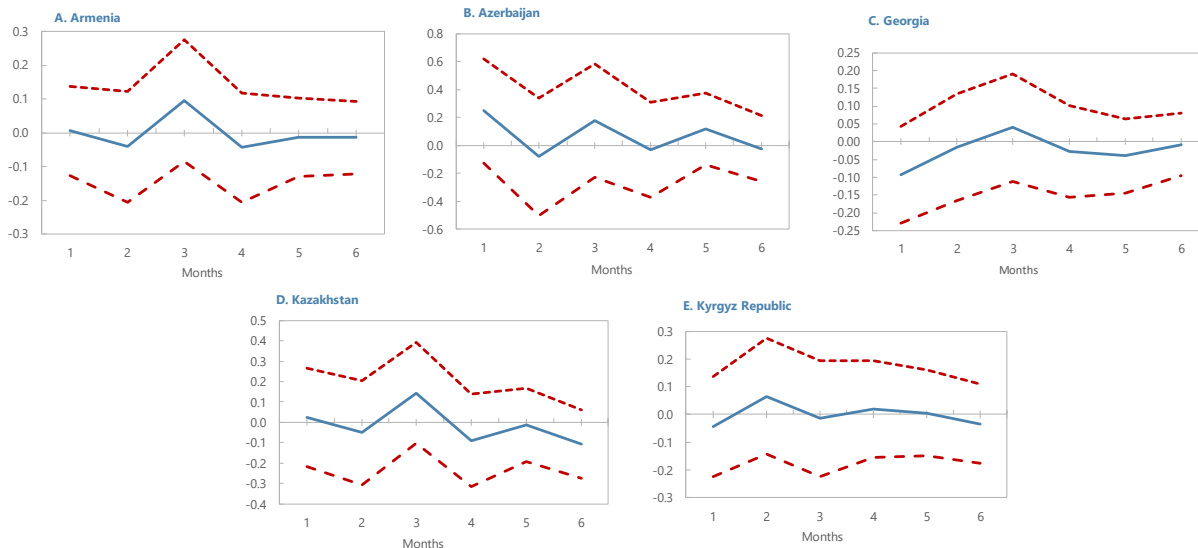 A. Armenia
0.3
0.2
0.1
0.0
-0.1
-0.2
-0.3
1 2 3 4 5 6
Months
B. Azerbaijan
0.8
0.6
0.4
0.2
0.0
-0.2
-0.4
-0.6
1 2 3 4 5 6
Months
C. Georgia
0.25
0.20
0.15
0.10
0.05
0.00
-0.05
-0.10
-0.15
-0.20
-0.25
1 2 3 4 5 6
Months
D. Kazakhstan
0.5
0.4
0.3
0.2
0.1
0.0
-0.1
-0.2
-0.3
-0.4
1 2 3 4 5 6
Months
E. Kyrgyz Republic
0.3
0.2
0.1
0.0
-0.1
-0.2
-0.3
1 2 3 4 5 6
Months